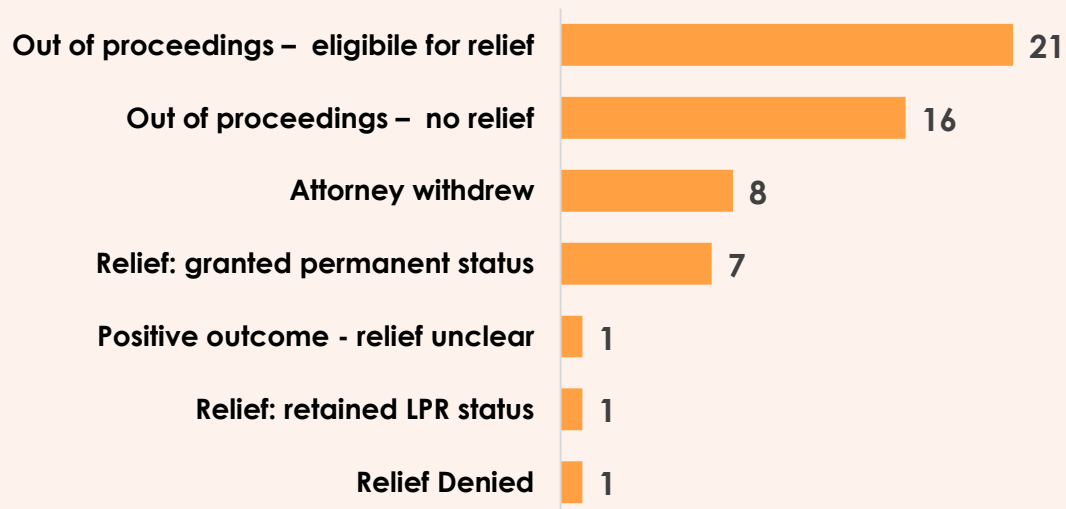 Out of proceedings –  eligibile for relief 21
Out of proceedings –  no relief 16
Attorney withdrew 8
Relief: granted permanent status 7
Positive outcome - relief unclear 1
Relief: retained LPR status 1
Relief Denied 1